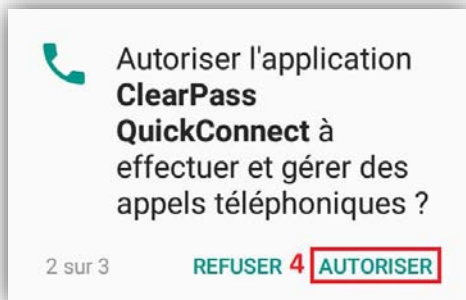 Autoriser l'application
ClearPass
QuickConnect à
effectuer et gérer des
appels téléphoniques ?
2 sur 3 REFUSER 4 AUTORISER